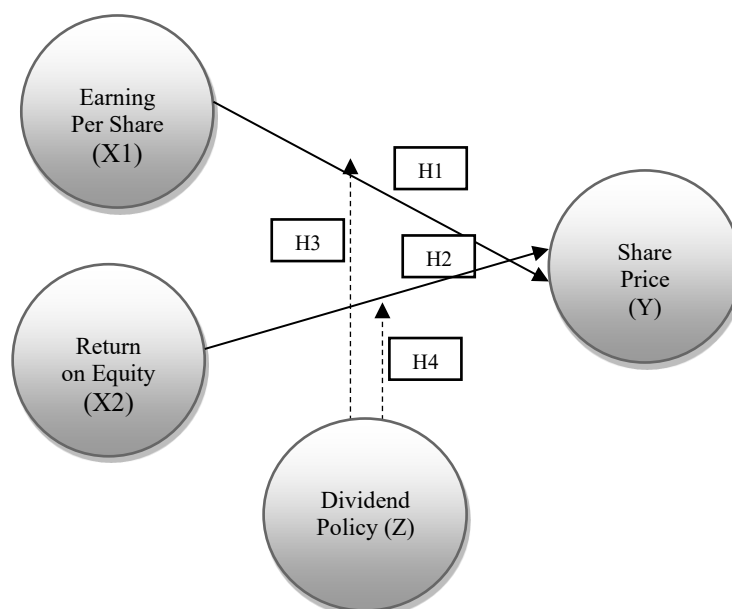 Earning
Per Share
(X1)
H1
H3
H2
Share
Price
(Y)
Return
on Equity
(X2)
H4
Dividend
Policy (Z)